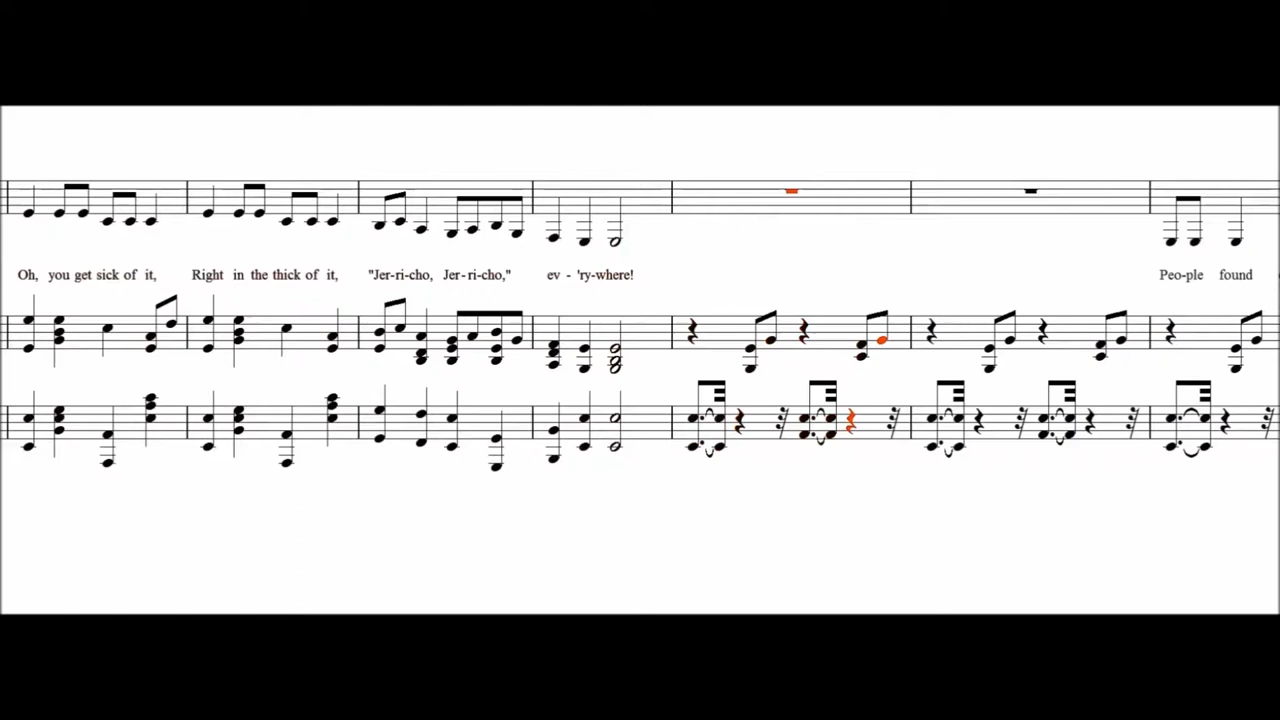 Oh, you get sick of it, Right in the thick of it, "Jer-ri-cho, Jer-ri-cho," ev - 'ry-where! Peo-ple found